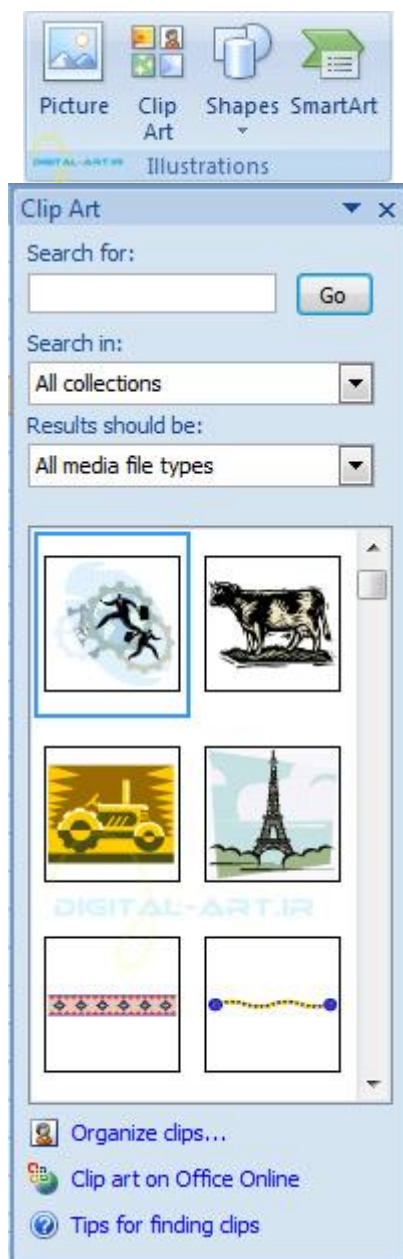 Picture Clip Art Shapes SmartArt
DIGITAL-ART.IR
Illustrations
Clip Art
Search for:
Go
Search in:
All collections
Results should be:
All media file types
DIGITAL-ART.IR
Organize clips...
Clip art on Office Online
Tips for finding clips